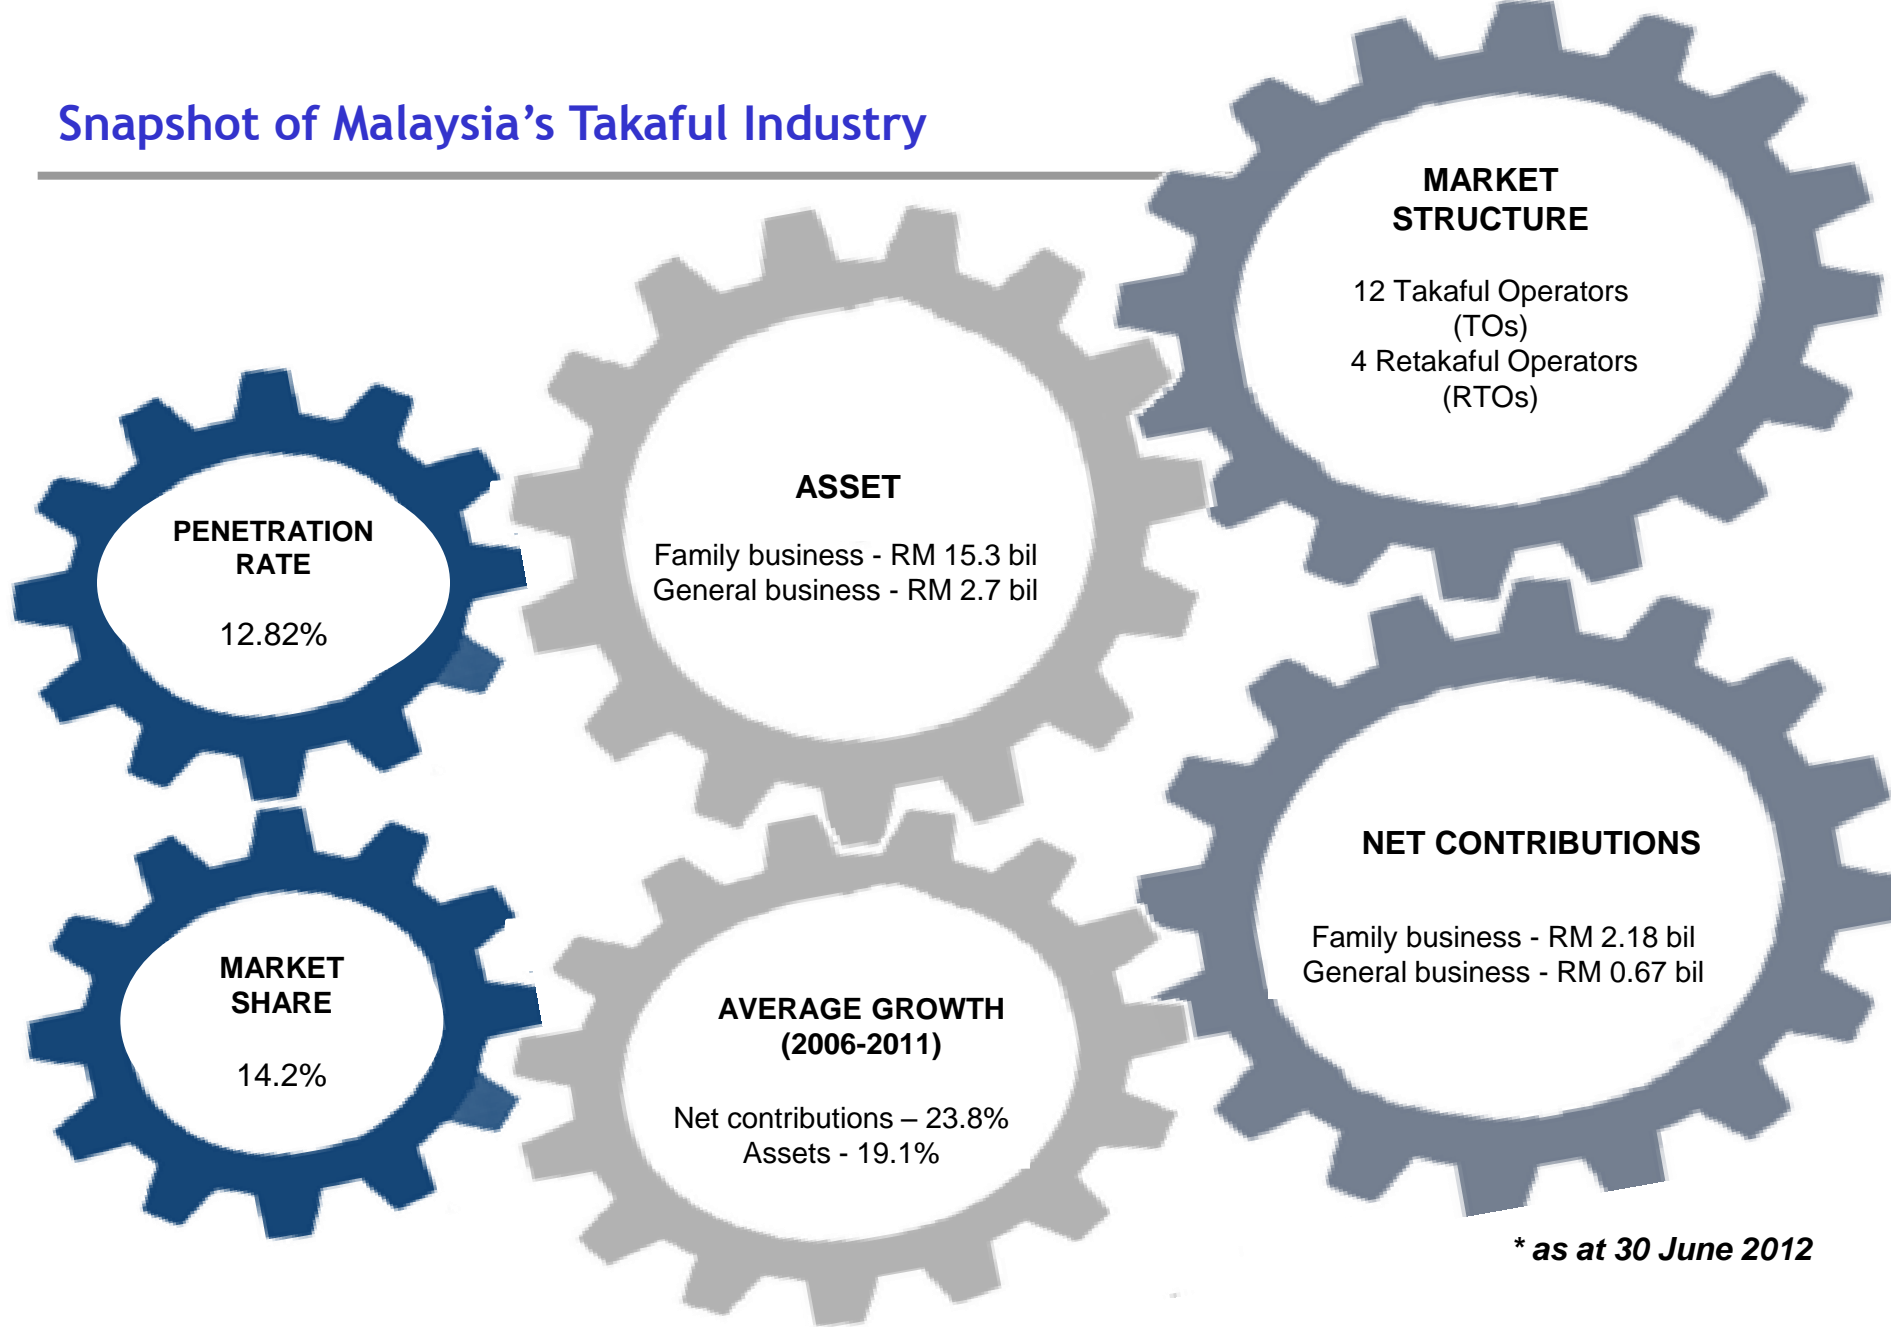 Snapshot of Malaysia’s Takaful Industry
MARKET
STRUCTURE
12 Takaful Operators
(TOs)
4 Retakaful Operators
(RTOs)
ASSET
Family business - RM 15.3 bil
General business - RM 2.7 bil
PENETRATION
RATE
12.82%
NET CONTRIBUTIONS
Family business - RM 2.18 bil
General business - RM 0.67 bil
MARKET
SHARE
14.2%
AVERAGE GROWTH
(2006-2011)
Net contributions – 23.8%
Assets - 19.1%
* as at 30 June 2012